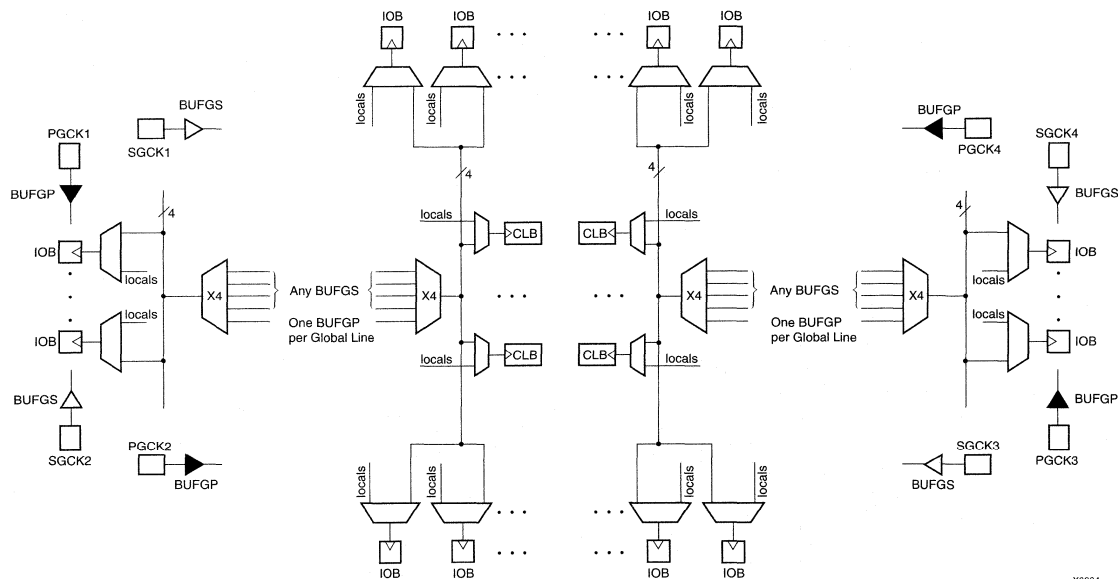 IOB IOB IOB IOB
locals locals locals locals
BUFGS BUFGP
PGCK1 SGCK4
SGCK1 PGCK4
4 4
BUFGP BUFGS
4 locals locals 4
CLB CLB
IOB IOB
locals locals
X4 Any BUFGS X4 X4 Any BUFGS X4
locals One BUFGP One BUFGP locals
per Global Line per Global Line
IOB CLB CLB IOB
locals locals
BUFGS BUFGP
PGCK2 SGCK3
SGCK2 PGCK3
BUFGP BUFGS
locals locals locals locals
IOB IOB IOB IOB